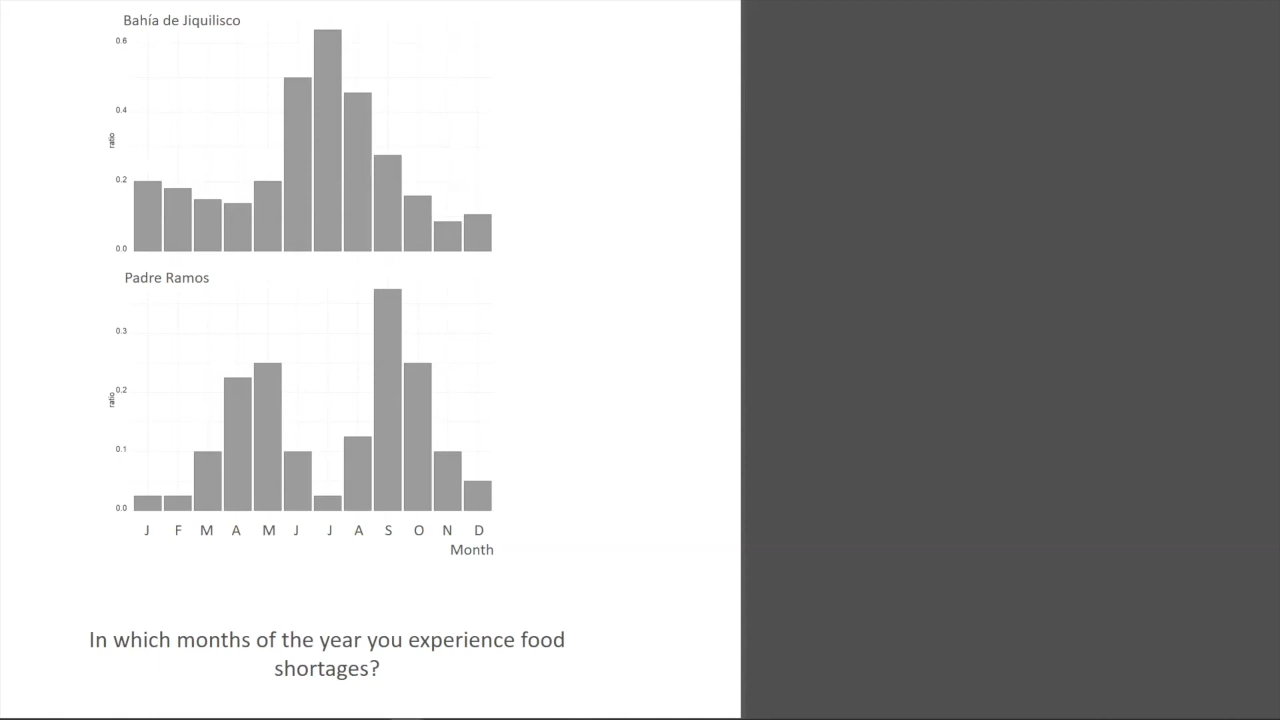 Bahía de Jiquilisco
0.6
0.4
ratio
0.2
0.0
Padre Ramos
0.3
0.2
ratio
0.1
0.0
J F M A M J J A S O N D
Month
In which months of the year you experience food
shortages?